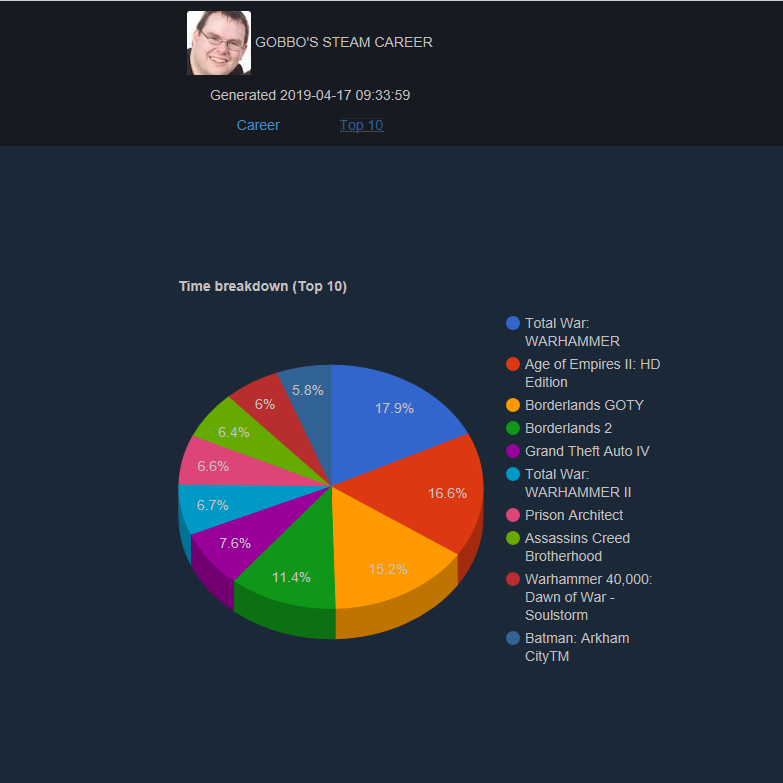 GOBBO'S STEAM CAREER
Generated 2019-04-17 09:33:59
Career Top 10
Time breakdown (Top 10)
17.9%
16.6%
15.2%
11.4%
7.6%
6.7%
6.6%
6.4%
6%
5.8%
Total War:
WARHAMMER
Age of Empires II: HD
Edition
Borderlands GOTY
Borderlands 2
Grand Theft Auto IV
Total War:
WARHAMMER II
Prison Architect
Assassins Creed
Brotherhood
Warhammer 40,000:
Dawn of War -
Soulstorm
Batman: Arkham
CityTM